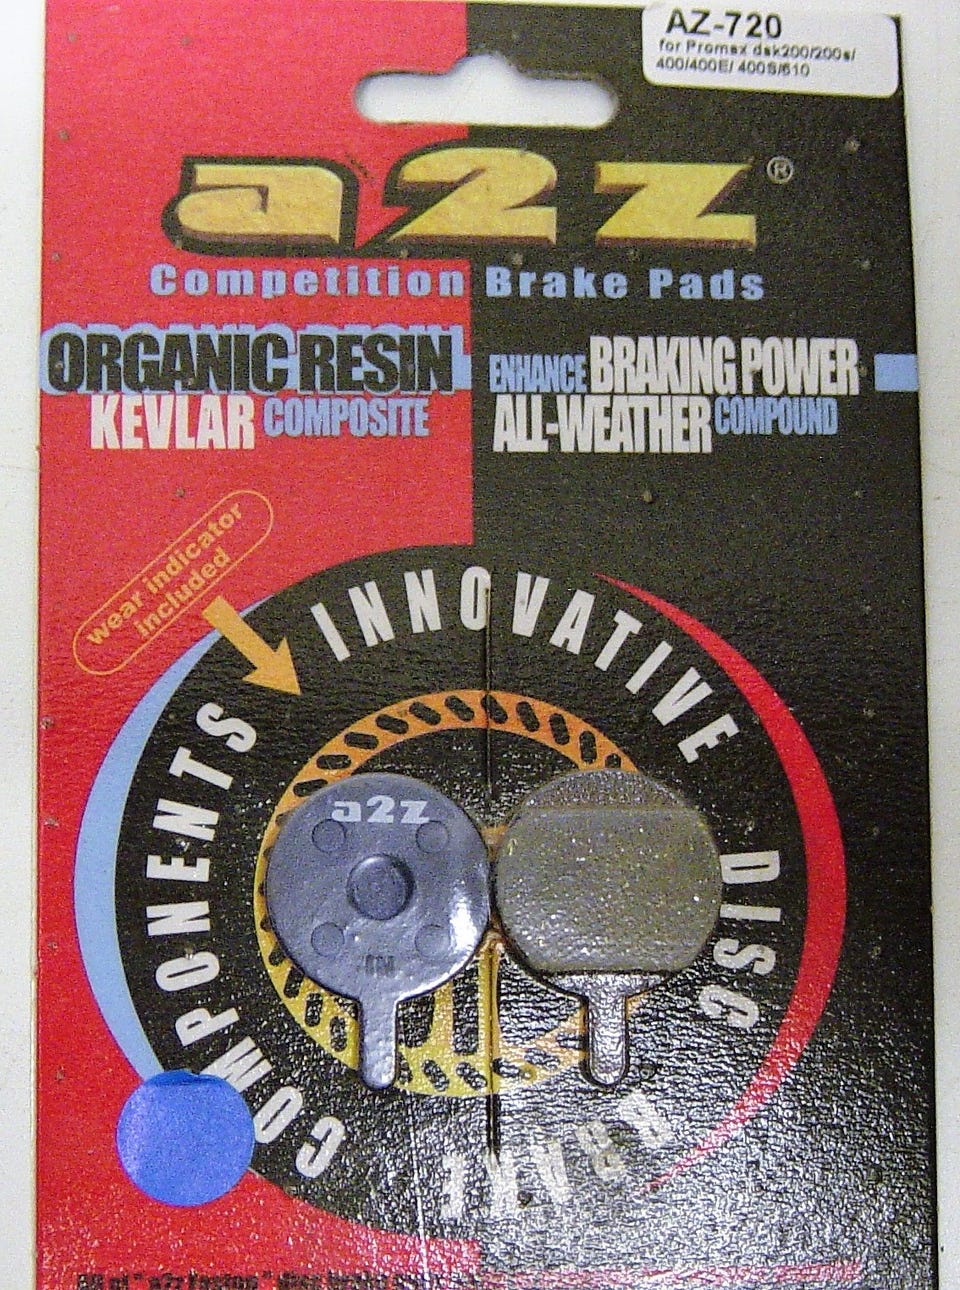 AZ-720
for Promax dsk200/200s/
400/400E/ 400S/610
a2z®
Competition Brake Pads
ORGANIC RESIN
KEVLAR COMPOSITE
ENHANCE BRAKING POWER
ALL-WEATHER COMPOUND
wear indicator
included
INNOVATIVE DISC BRAKE COMPONENTS
a2z